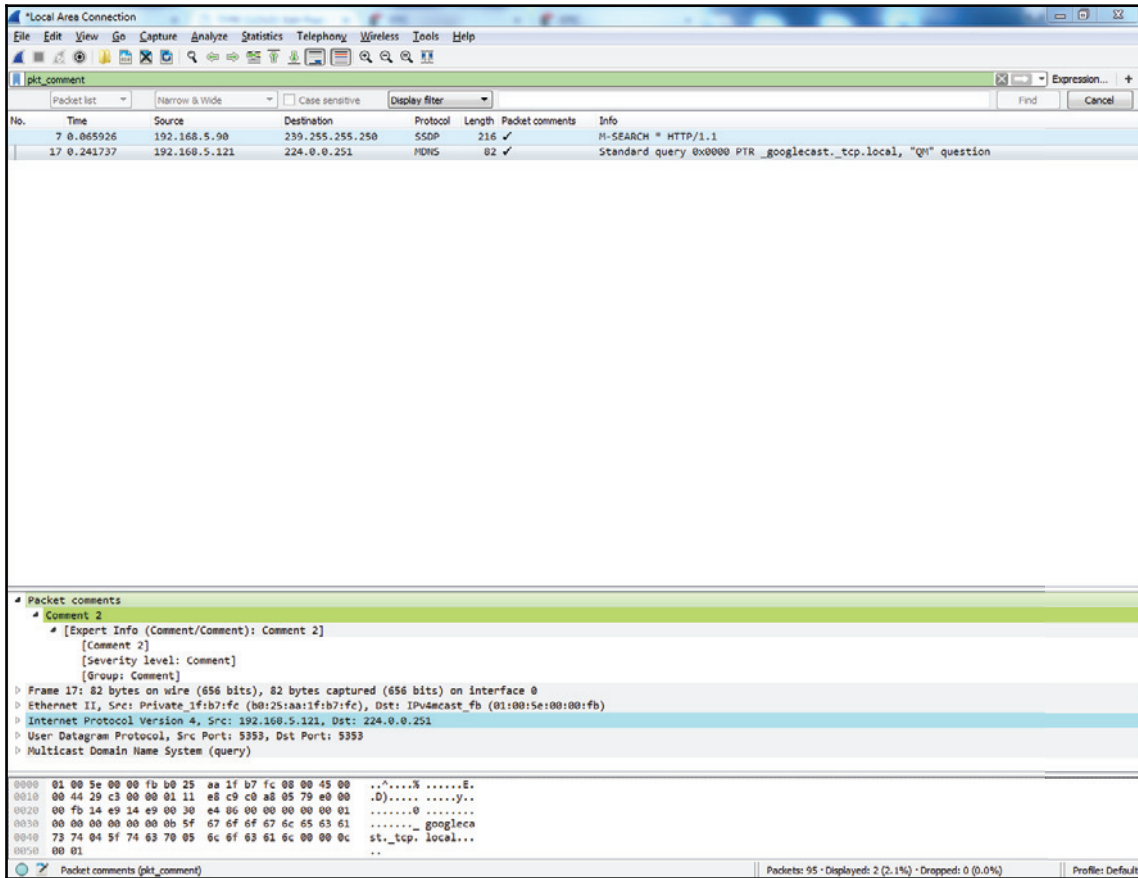 *Local Area Connection
File Edit View Go Capture Analyze Statistics Telephony Wireless Tools Help
pkt_comment Expression... +
Packet list Narrow & Wide Case sensitive Display filter Find Cancel
No. Time Source Destination Protocol Length Packet comments Info
7 0.065926 192.168.5.90 239.255.255.250 SSDP 216 ✓ M-SEARCH * HTTP/1.1
17 0.241737 192.168.5.121 224.0.0.251 MDNS 82 ✓ Standard query 0x0000 PTR _googlecast._tcp.local, "QM" question
Packet comments
Comment 2
[Expert Info (Comment/Comment): Comment 2]
[Comment 2]
[Severity level: Comment]
[Group: Comment]
Frame 17: 82 bytes on wire (656 bits), 82 bytes captured (656 bits) on interface 0
Ethernet II, Src: Private_1f:b7:fc (b0:25:aa:1f:b7:fc), Dst: IPv4mcast_fb (01:00:5e:00:00:fb)
Internet Protocol Version 4, Src: 192.168.5.121, Dst: 224.0.0.251
User Datagram Protocol, Src Port: 5353, Dst Port: 5353
Multicast Domain Name System (query)
0000 01 00 5e 00 00 fb b0 25 aa 1f b7 fc 08 00 45 00 ..^....% ......E.
0010 00 44 29 c3 00 00 01 11 e8 c9 c0 a8 05 79 e0 00 .D)..... .....y..
0020 00 fb 14 e9 14 e9 00 30 e4 86 00 00 00 00 00 01 .......0 ........
0030 00 00 00 00 00 00 0b 5f 67 6f 6f 67 6c 65 63 61 ......._ googleca
0040 73 74 04 5f 74 63 70 05 6c 6f 63 61 6c 00 00 0c st._tcp. local...
0050 00 01 ..
Packet comments (pkt_comment) Packets: 95 · Displayed: 2 (2.1%) · Dropped: 0 (0.0%) Profile: Default